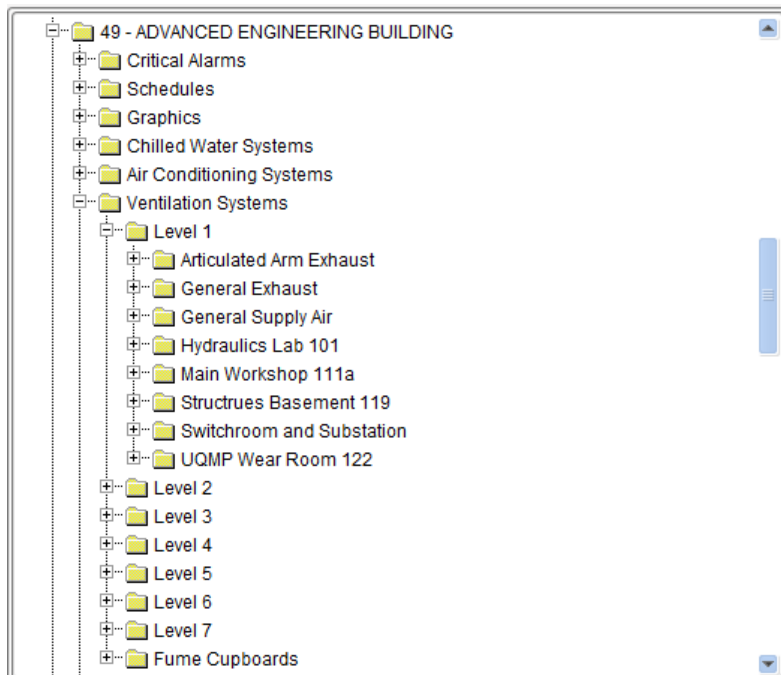 49 - ADVANCED ENGINEERING BUILDING
Critical Alarms
Schedules
Graphics
Chilled Water Systems
Air Conditioning Systems
Ventilation Systems
Level 1
Articulated Arm Exhaust
General Exhaust
General Supply Air
Hydraulics Lab 101
Main Workshop 111a
Structrues Basement 119
Switchroom and Substation
UQMP Wear Room 122
Level 2
Level 3
Level 4
Level 5
Level 6
Level 7
Fume Cupboards